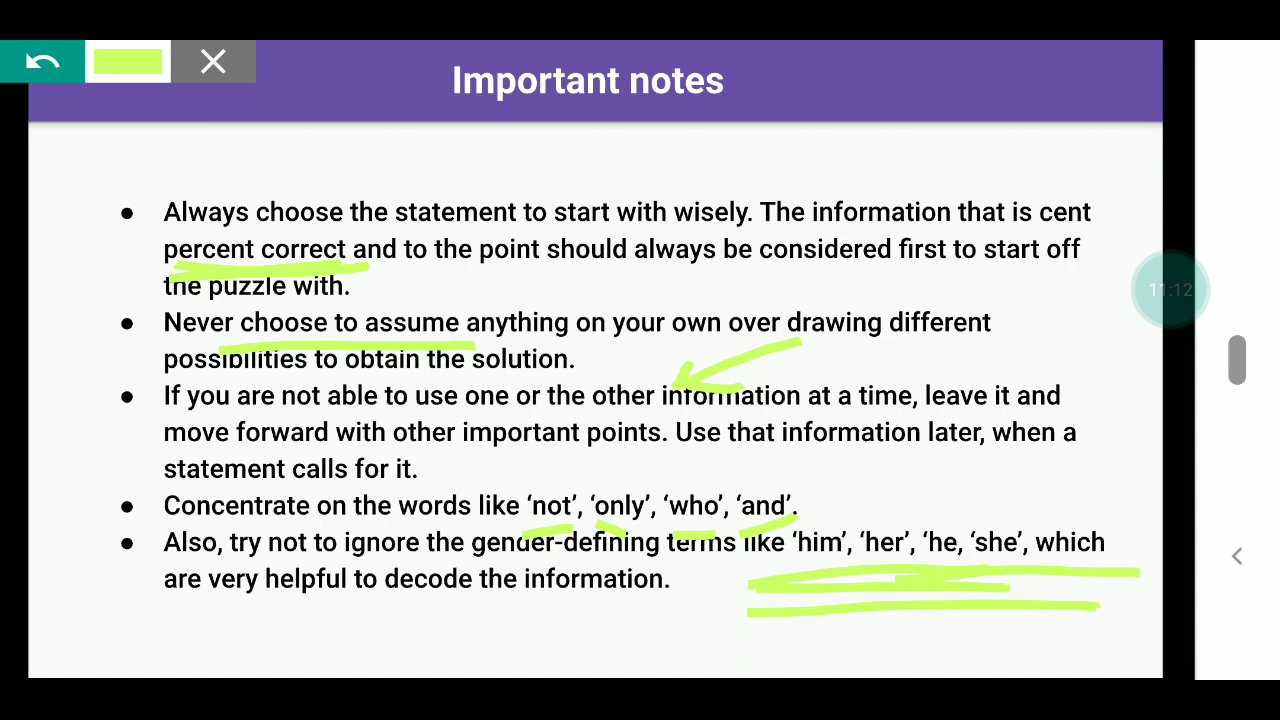 Important notes
● Always choose the statement to start with wisely. The information that is cent
percent correct and to the point should always be considered first to start off
the puzzle with.
● Never choose to assume anything on your own over drawing different
possibilities to obtain the solution.
● If you are not able to use one or the other information at a time, leave it and
move forward with other important points. Use that information later, when a
statement calls for it.
● Concentrate on the words like ‘not’, ‘only’, ‘who’, ‘and’.
● Also, try not to ignore the gender-defining terms like ‘him’, ‘her’, ‘he, ‘she’, which
are very helpful to decode the information.
11:12